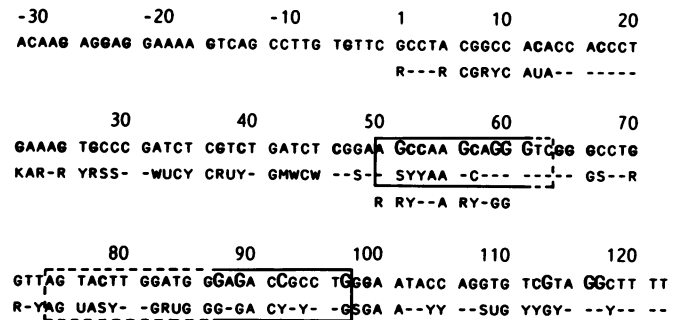 -30 -20 -10 1 10 20
ACAAG AGGAG GAAAA GTCAG CCTTG TGTTC GCCTA CGGCC ACACC ACCCT
R---R CGRYC AUA-- -----
30 40 50 60 70
GAAAG TGCCC GATCT CGTCT GATCT CGGAA GCCAA GCAGG GTCGG GCCTG
KAR-R YRSS- -WUCY CRUY- GMWCW --S-- SYYAA -C--- ----- GS--R
R RY--A RY-GG
80 90 100 110 120
GTTAG TACTT GGATG GGAGA CCGCC TGGGA ATACC AGGTG TCGTA GGCTT TT
R-YAG UASY- -GRUG GG-GA CY-Y- -GSGA A--YY --SUG YYGY- --Y-- --